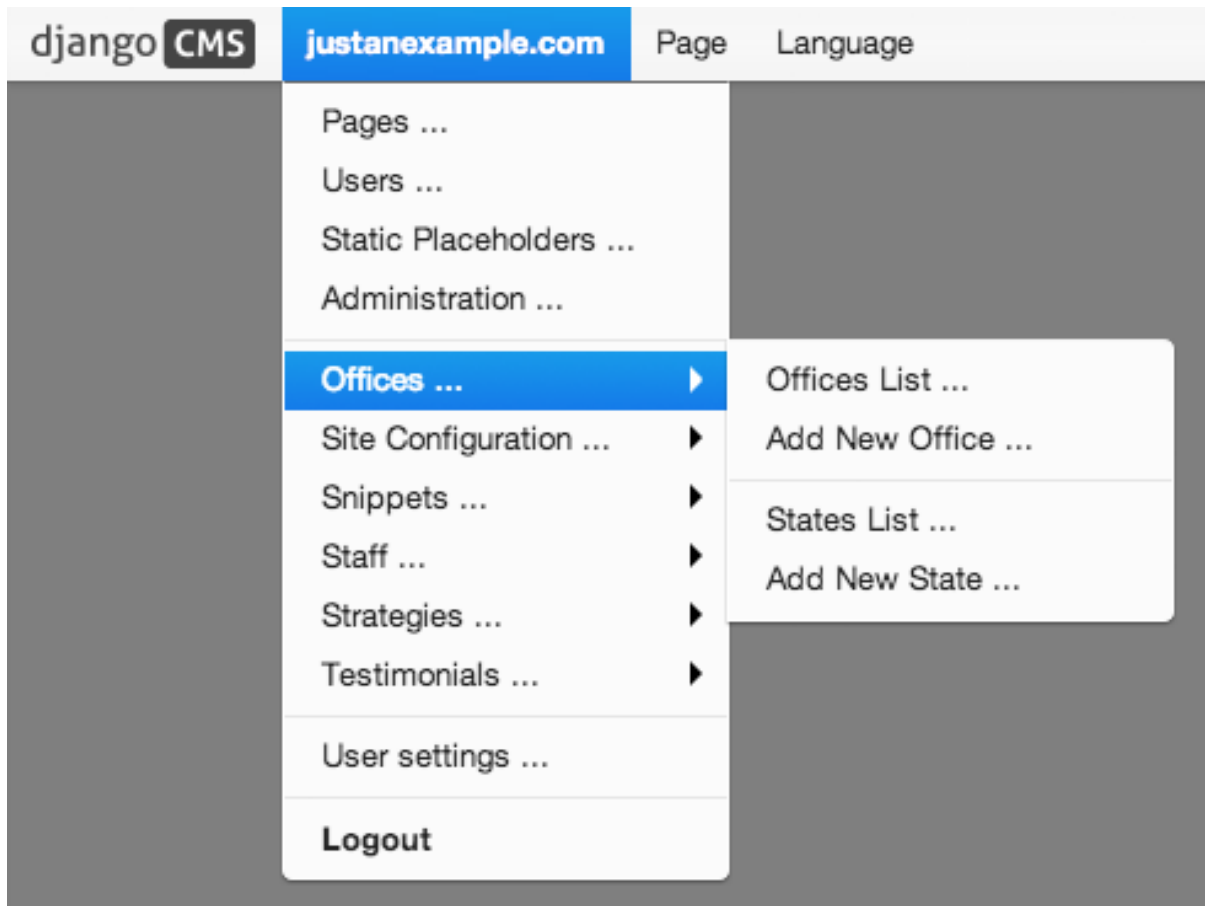 django CMS justanexample.com Page Language
Pages ...
Users ...
Static Placeholders ...
Administration ...
Offices ...
Site Configuration ...
Snippets ...
Staff ...
Strategies ...
Testimonials ...
User settings ...
Logout
Offices List ...
Add New Office ...
States List ...
Add New State ...